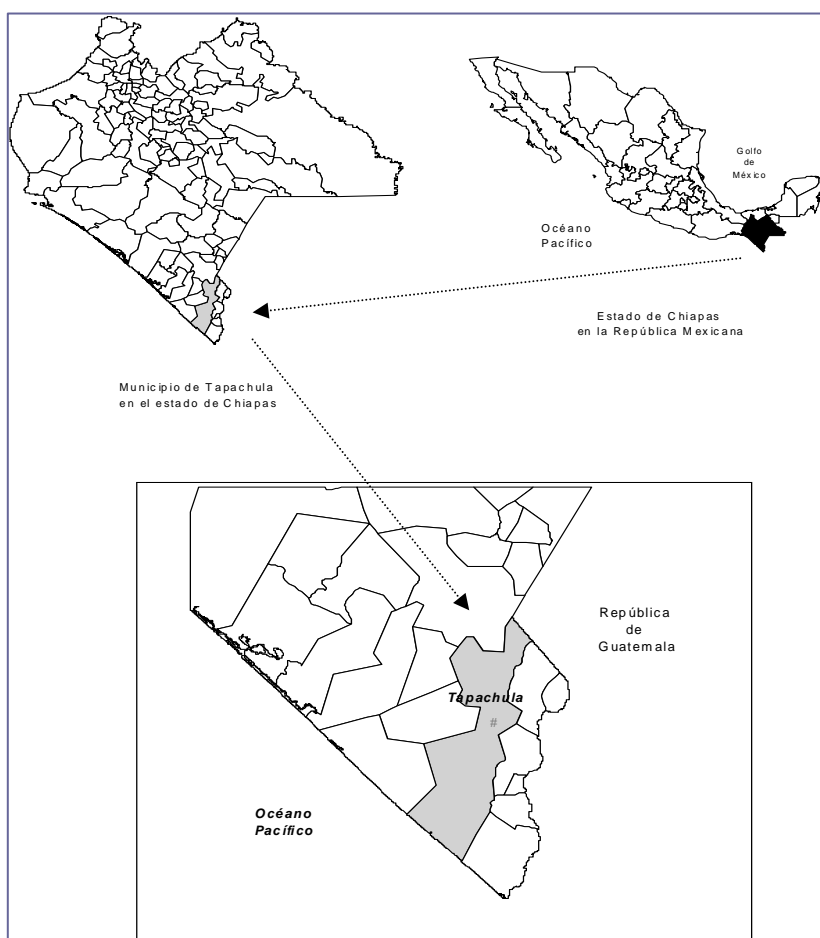 Golfo
de
México
Océano
Pacífico
Estado de Chiapas
en la República Mexicana
Municipio de Tapachula
en el estado de Chiapas
República
de
Guatemala
Tapachula
#
Océano
Pacífico